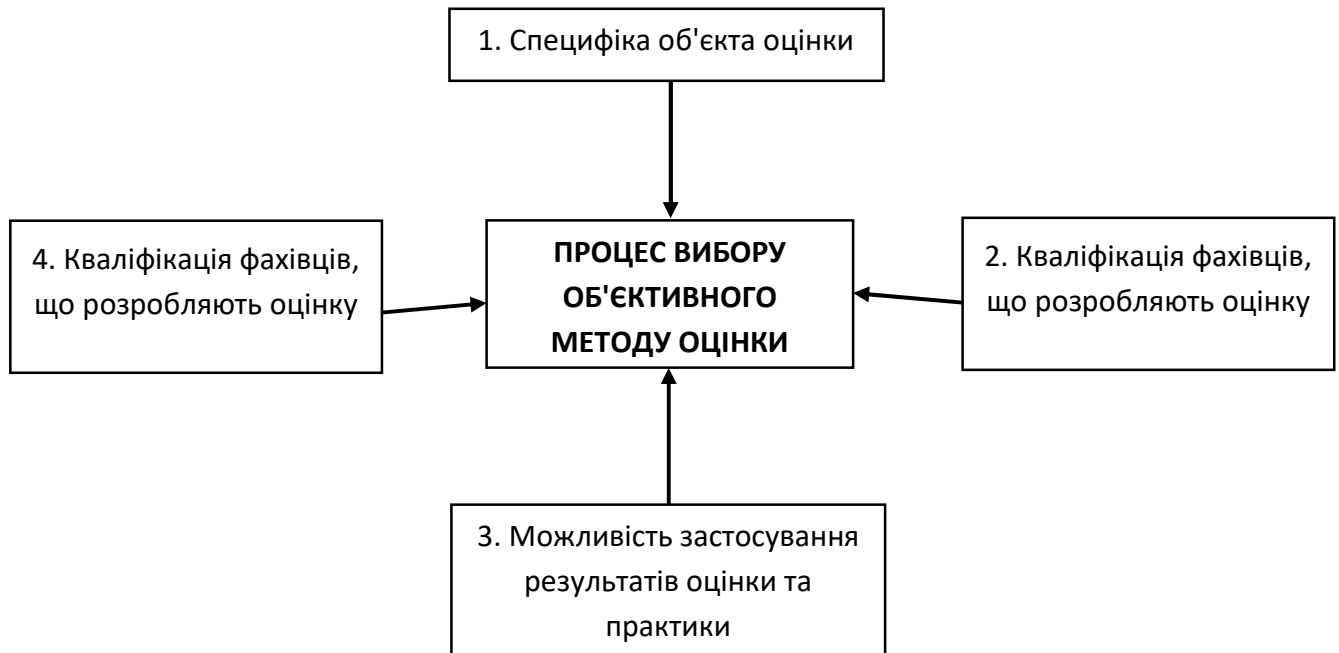 1. Специфіка об'єкта оцінки
4. Кваліфікація фахівців,
що розробляють оцінку
ПРОЦЕС ВИБОРУ
ОБ'ЄКТИВНОГО
МЕТОДУ ОЦІНКИ
2. Кваліфікація фахівців,
що розробляють оцінку
3. Можливість застосування
результатів оцінки та
практики